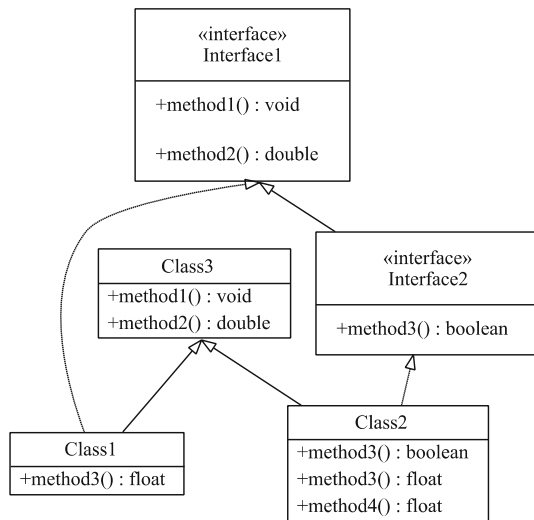 «interface»
Interface1
+method1() : void
+method2() : double
Class3
+method1() : void
+method2() : double
«interface»
Interface2
+method3() : boolean
Class1
+method3() : float
Class2
+method3() : boolean
+method3() : float
+method4() : float